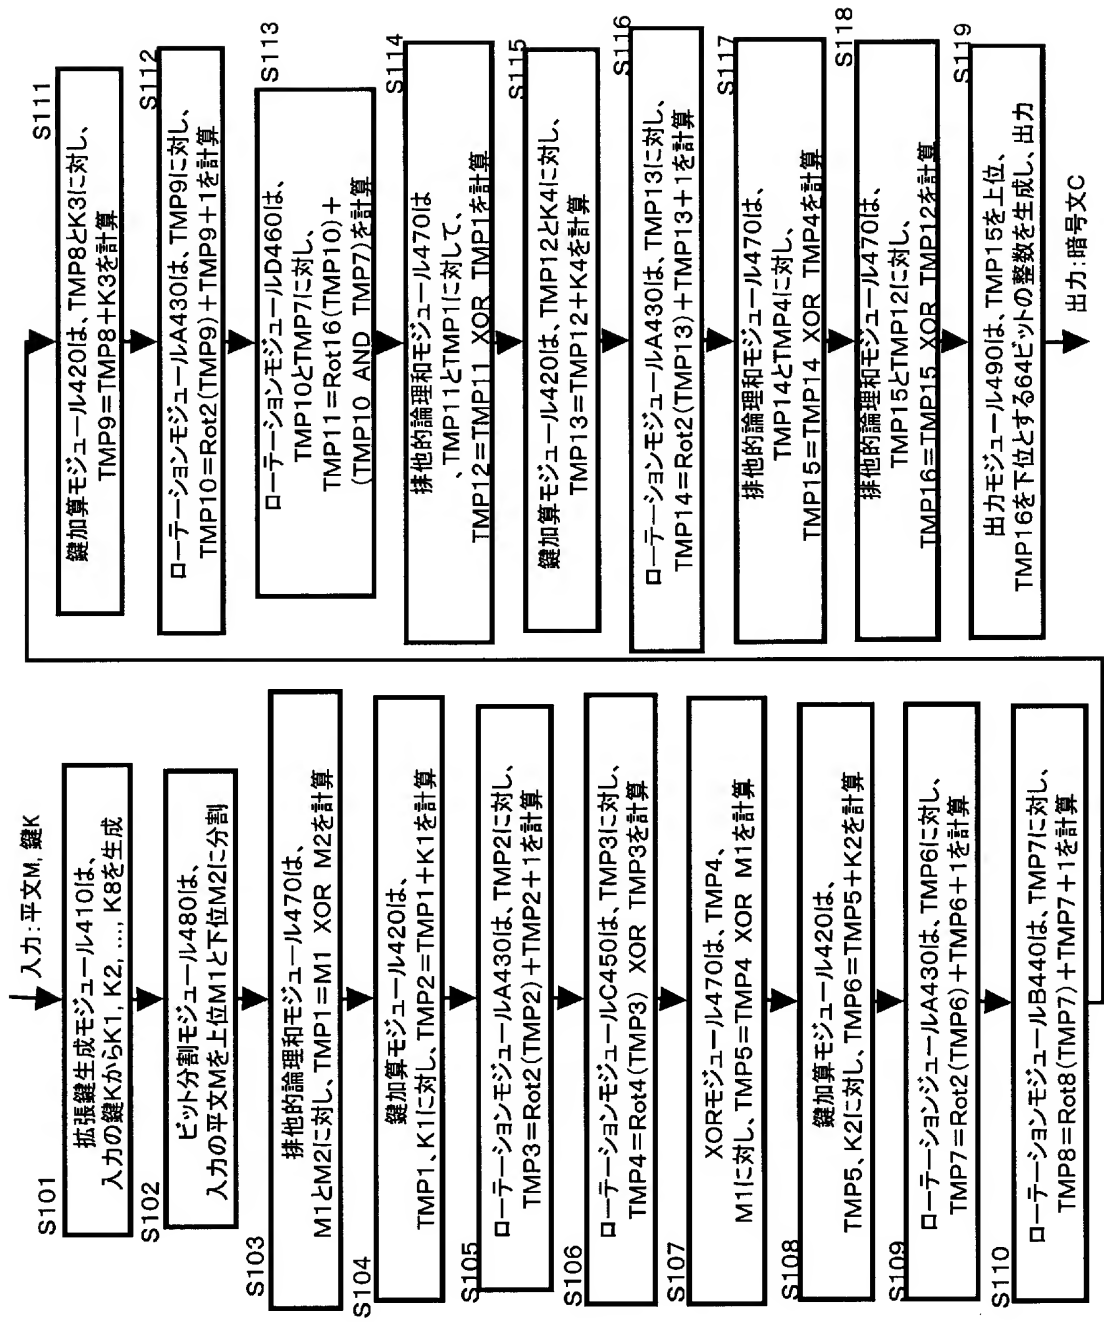 入力:平文M, 鍵K
S101
拡張鍵生成モジュール410は、
入力の鍵KからK1, K2, ..., K8を生成
S102
ビット分割モジュール480は、
入力の平文Mを上位M1と下位M2に分割
S103
排他的論理和モジュール470は、
M1とM2に対し、TMP1=M1 XOR M2を計算
S104
鍵加算モジュール420は、
TMP1、K1に対し、TMP2=TMP1+K1を計算
S105
ローテーションモジュールA430は、TMP2に対し、
TMP3=Rot2(TMP2)+TMP2+1を計算
S106
ローテーションモジュールC450は、TMP3に対し、
TMP4=Rot4(TMP3) XOR TMP3を計算
S107
XORモジュール470は、TMP4、
M1に対し、TMP5=TMP4 XOR M1を計算
S108
鍵加算モジュール420は、
TMP5、K2に対し、TMP6=TMP5+K2を計算
S109
ローテーションジュールA430は、TMP6に対し、
TMP7=Rot2(TMP6)+TMP6+1を計算
S110
ローテーションモジュールB440は、TMP7に対し、
TMP8=Rot8(TMP7)+TMP7+1を計算
S111
鍵加算モジュール420は、TMP8とK3に対し、
TMP9=TMP8+K3を計算
S112
ローテーションモジュールA430は、TMP9に対し、
TMP10=Rot2(TMP9)+TMP9+1を計算
S113
ローテーションモジュールD460は、
TMP10とTMP7に対し、
TMP11=Rot16(TMP10)+
(TMP10 AND TMP7)を計算
S114
排他的論理和モジュール470は
、TMP11とTMP1に対して、
TMP12=TMP11 XOR TMP1を計算
S115
鍵加算モジュール420は、TMP12とK4に対し、
TMP13=TMP12+K4を計算
S116
ローテーションモジュールA430は、TMP13に対し、
TMP14=Rot2(TMP13)+TMP13+1を計算
S117
排他的論理和モジュール470は、
TMP14とTMP4に対し、
TMP15=TMP14 XOR TMP4を計算
S118
排他的論理和モジュール470は、
TMP15とTMP12に対し、
TMP16=TMP15 XOR TMP12を計算
S119
出力モジュール490は、TMP15を上位、
TMP16を下位とする64ビットの整数を生成し、出力
出力:暗号文C